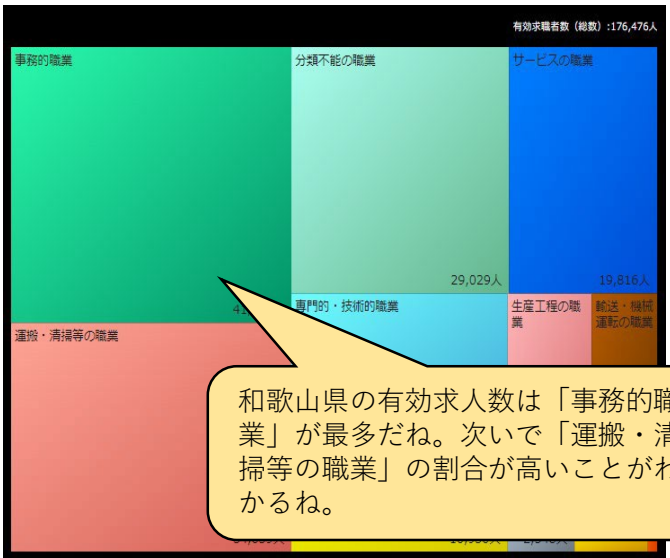 有効求職者数（総数）:176,476人
事務的職業
分類不能の職業
サービスの職業
29,029人
19,816人
専門的・技術的職業
生産工程の職
業
輸送・機械
運転の職業
運搬・清掃等の職業
和歌山県の有効求人数は「事務的職
業」が最多だね。次いで「運搬・清
掃等の職業」の割合が高いことがわ
かるね。